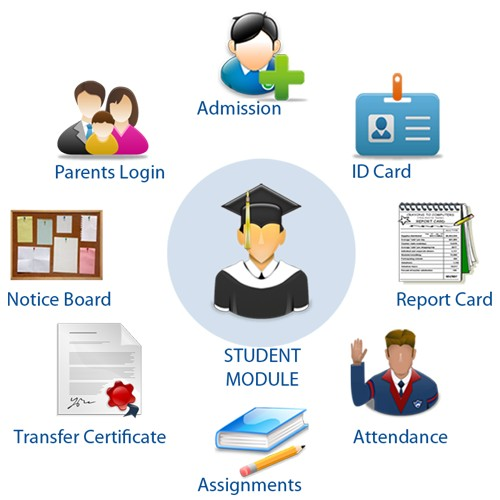 Admission
Parents Login
ID Card
Notice Board
Report Card
STUDENT
MODULE
Transfer Certificate
Attendance
Assignments